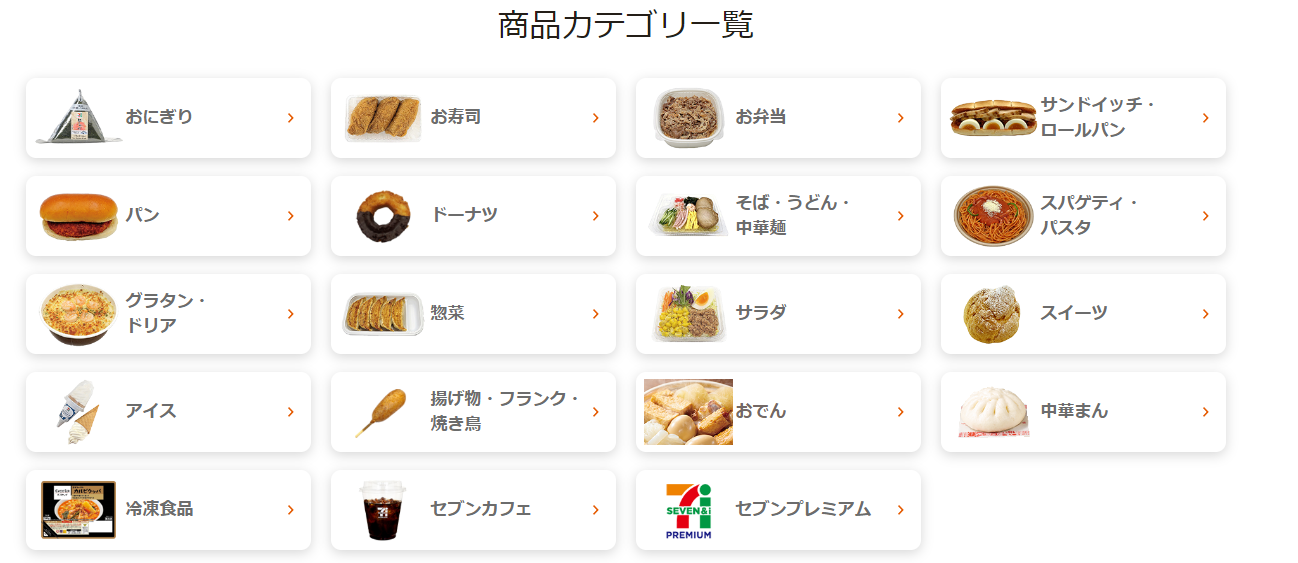 商品カテゴリ一覧
おにぎり
お寿司
お弁当
サンドイッチ・
ロールパン
パン
ドーナツ
そば・うどん・
中華麺
スパゲティ・
パスタ
グラタン・
ドリア
惣菜
サラダ
スイーツ
アイス
揚げ物・フランク・
焼き鳥
おでん
中華まん
冷凍食品
セブンカフェ
SEVEN&i
PREMIUM
セブンプレミアム